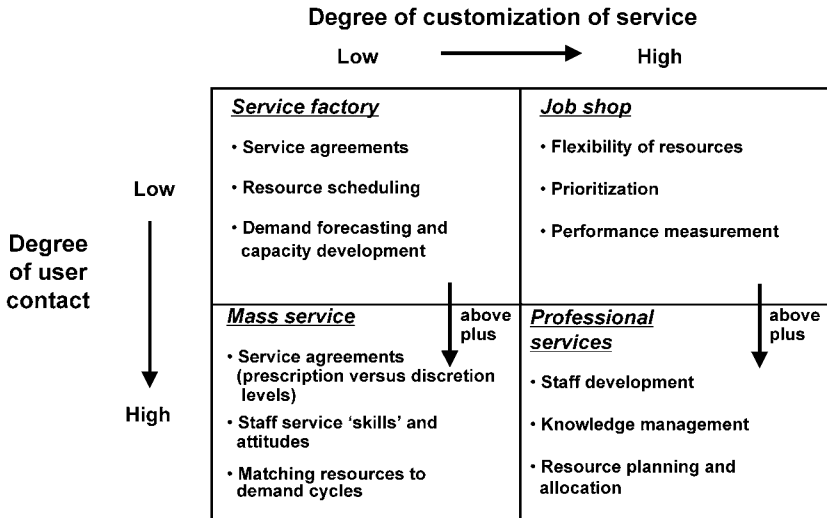 Degree of customization of service
Low
High
Service factory
• Service agreements
• Resource scheduling
• Demand forecasting and
capacity development
Job shop
• Flexibility of resources
• Prioritization
• Performance measurement
Low
Degree
of user
contact
High
Mass service
above
plus
• Service agreements
(prescription versus discretion
levels)
• Staff service ‘skills’ and
attitudes
• Matching resources to
demand cycles
Professional
services
above
plus
• Staff development
• Knowledge management
• Resource planning and
allocation